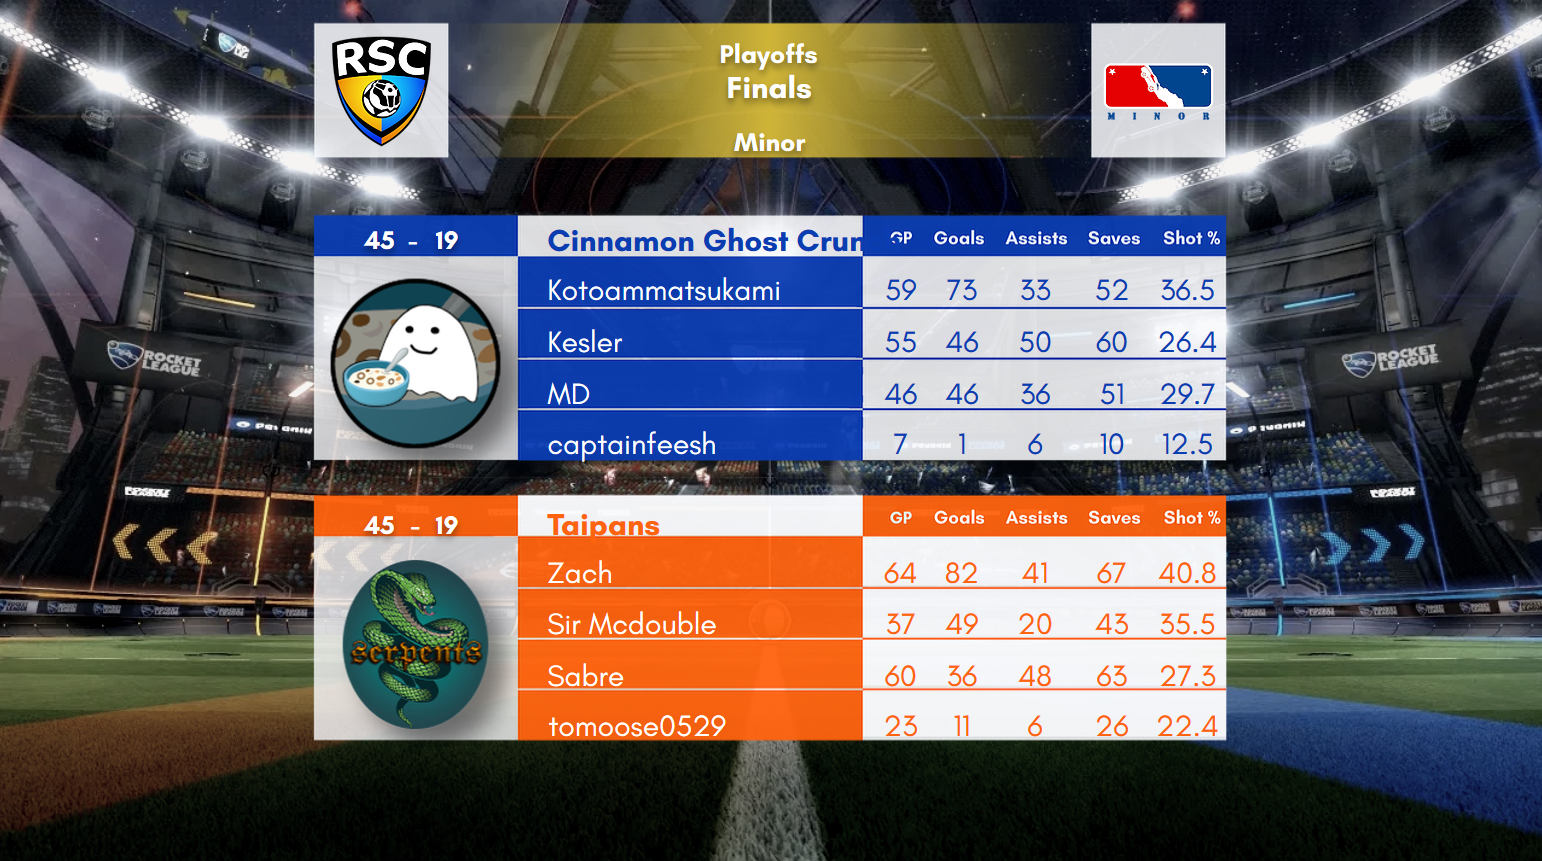 RSC
Playoffs
Finals
Minor
MINOR
45 - 19 Cinnamon Ghost Crun GP Goals Assists Saves Shot %
Kotoammatsukami 59 73 33 52 36.5
Kesler 55 46 50 60 26.4
MD 46 46 36 51 29.7
captainfeesh 7 1 6 10 12.5
45 - 19 Taipans GP Goals Assists Saves Shot %
Zach 64 82 41 67 40.8
Sir Mcdouble 37 49 20 43 35.5
serpents
Sabre 60 36 48 63 27.3
tomoose0529 23 11 6 26 22.4
ROCKET
LEAGUE
ROCKET
LEAGUE